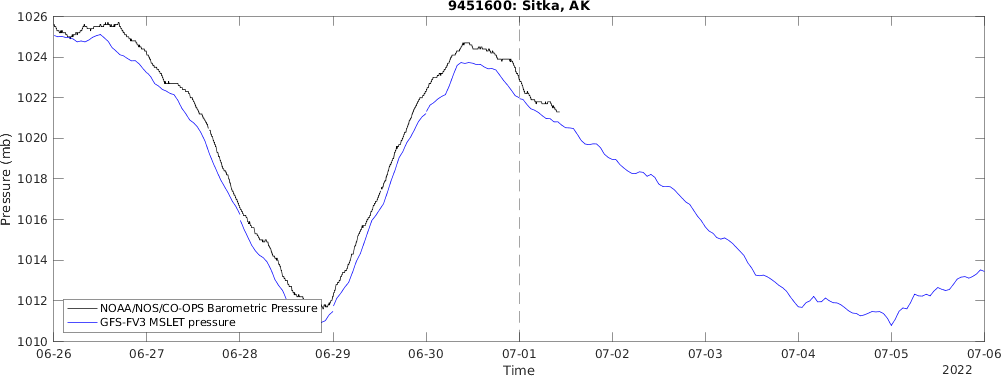 9451600: Sitka, AK
1026
1024
1022
1020
1018
1016
1014
1012
1010
Pressure (mb)
NOAA/NOS/CO-OPS Barometric Pressure
GFS-FV3 MSLET pressure
06-26 06-27 06-28 06-29 06-30 07-01 07-02 07-03 07-04 07-05 07-06
Time
2022